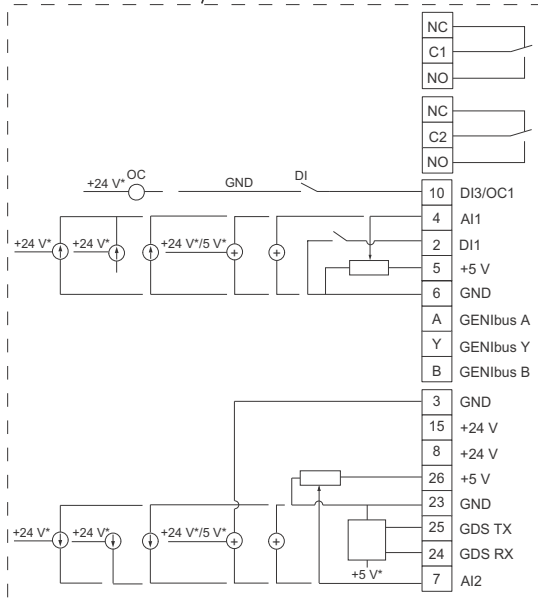 NC
C1
NO
NC
C2
NO
+24 V* OC GND DI 10 DI3/OC1
4 AI1
+24 V* +24 V* +24 V*/5 V* 2 DI1
5 +5 V
6 GND
A GENIbus A
Y GENIbus Y
B GENIbus B
3 GND
15 +24 V
8 +24 V
26 +5 V
23 GND
+24 V* +24 V* +24 V*/5 V* 25 GDS TX
24 GDS RX
+5 V* 7 AI2